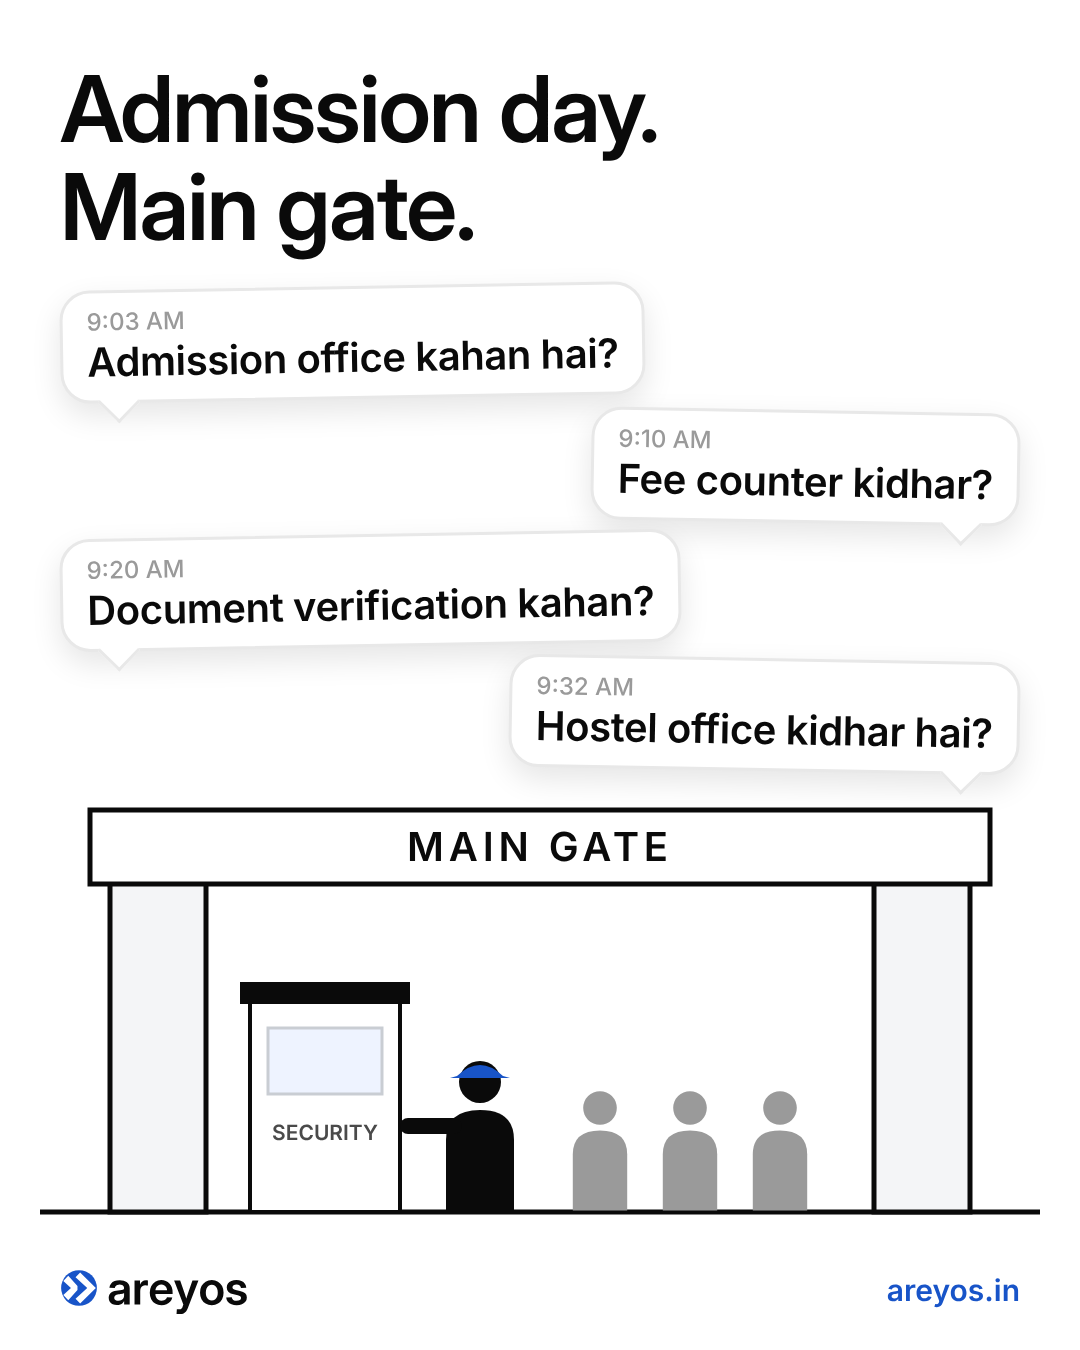 Admission day.
Main gate.
9:03 AM
Admission office kahan hai?
9:10 AM
Fee counter kidhar?
9:20 AM
Document verification kahan?
9:32 AM
Hostel office kidhar hai?
MAIN GATE
SECURITY
areyos
areyos.in